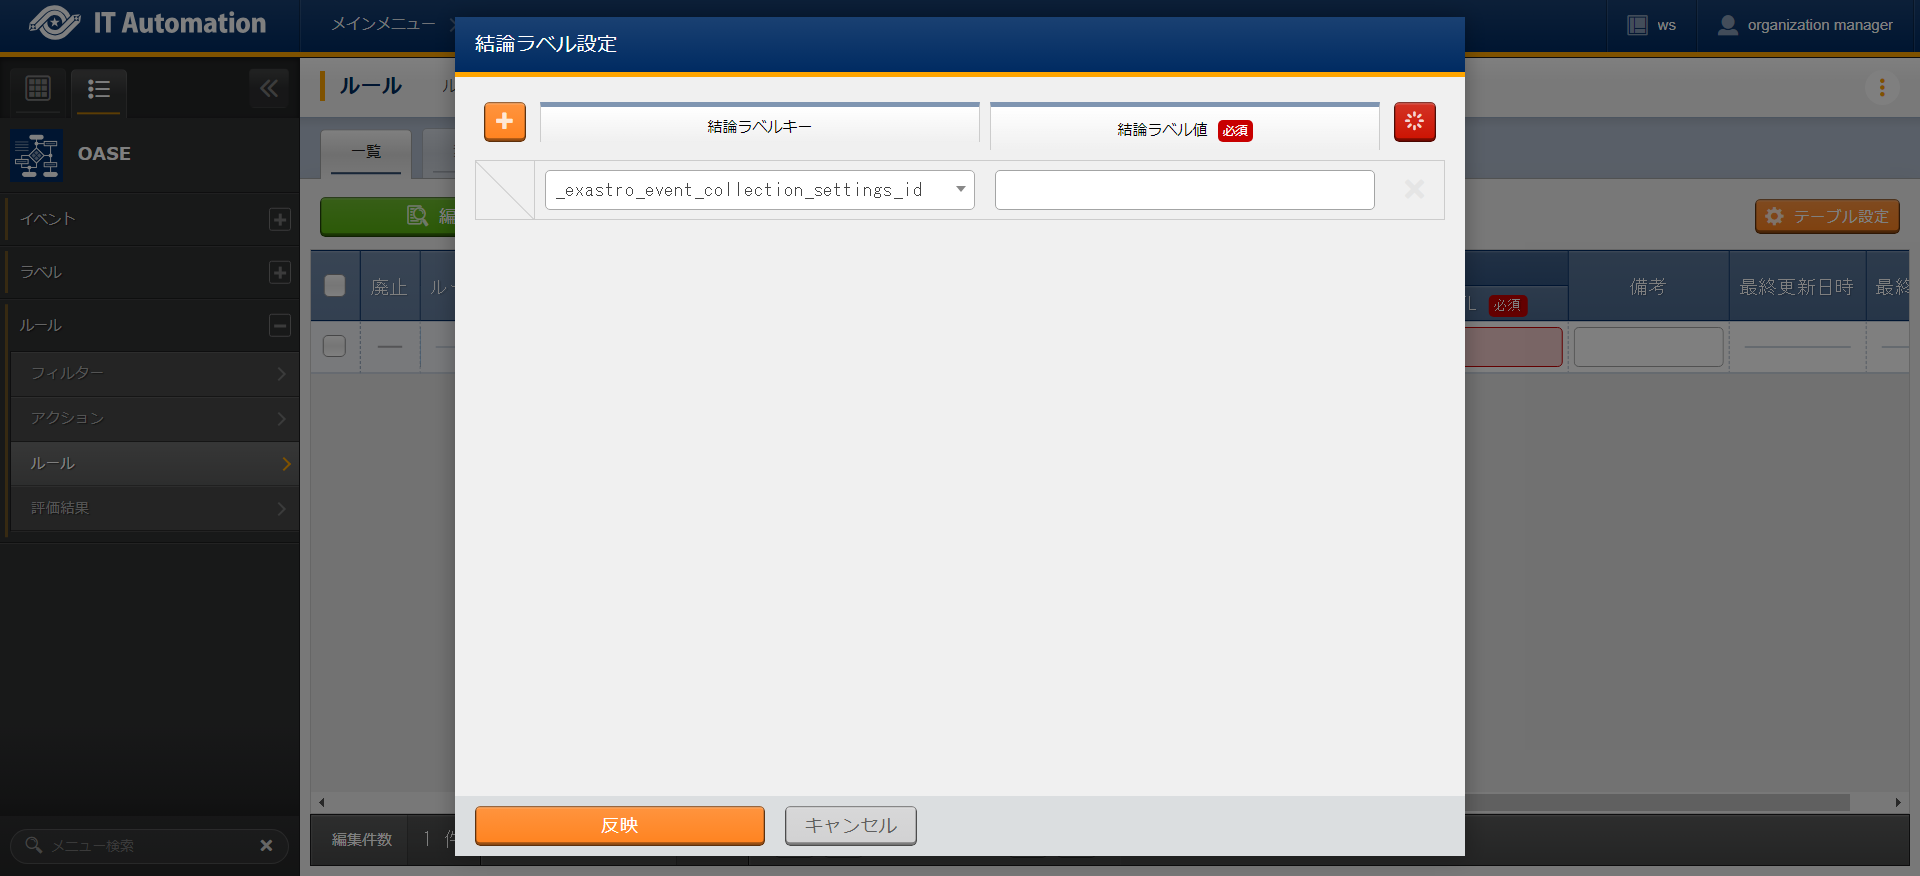 IT Automation
メインメニュー
ws
organization manager
結論ラベル設定
ルール
OASE
一覧
結論ラベルキー
結論ラベル値 必須
_exastro_event_collection_settings_id
イベント
ラベル
ルール
フィルター
アクション
ルール
評価結果
テーブル設定
廃止
必須
備考
最終更新日時
最終
反映
キャンセル
メニュー検索
編集件数
1 件